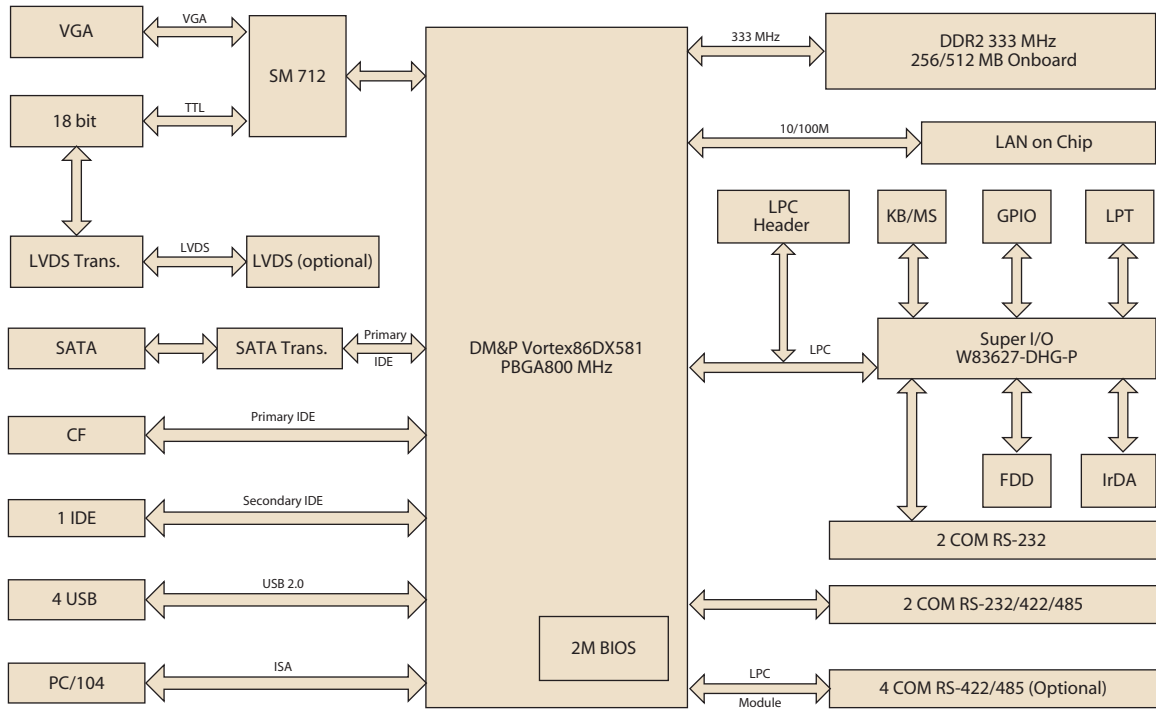 VGA
VGA
SM 712
18 bit
TTL
LVDS Trans.
LVDS
LVDS (optional)
SATA
SATA Trans.
Primary
IDE
CF
Primary IDE
1 IDE
Secondary IDE
4 USB
USB 2.0
PC/104
ISA
DM&P Vortex86DX581
PBGA800 MHz
2M BIOS
333 MHz
DDR2 333 MHz
256/512 MB Onboard
10/100M
LAN on Chip
LPC
Header
KB/MS
GPIO
LPT
LPC
Super I/O
W83627-DHG-P
FDD
IrDA
2 COM RS-232
2 COM RS-232/422/485
LPC
Module
4 COM RS-422/485 (Optional)